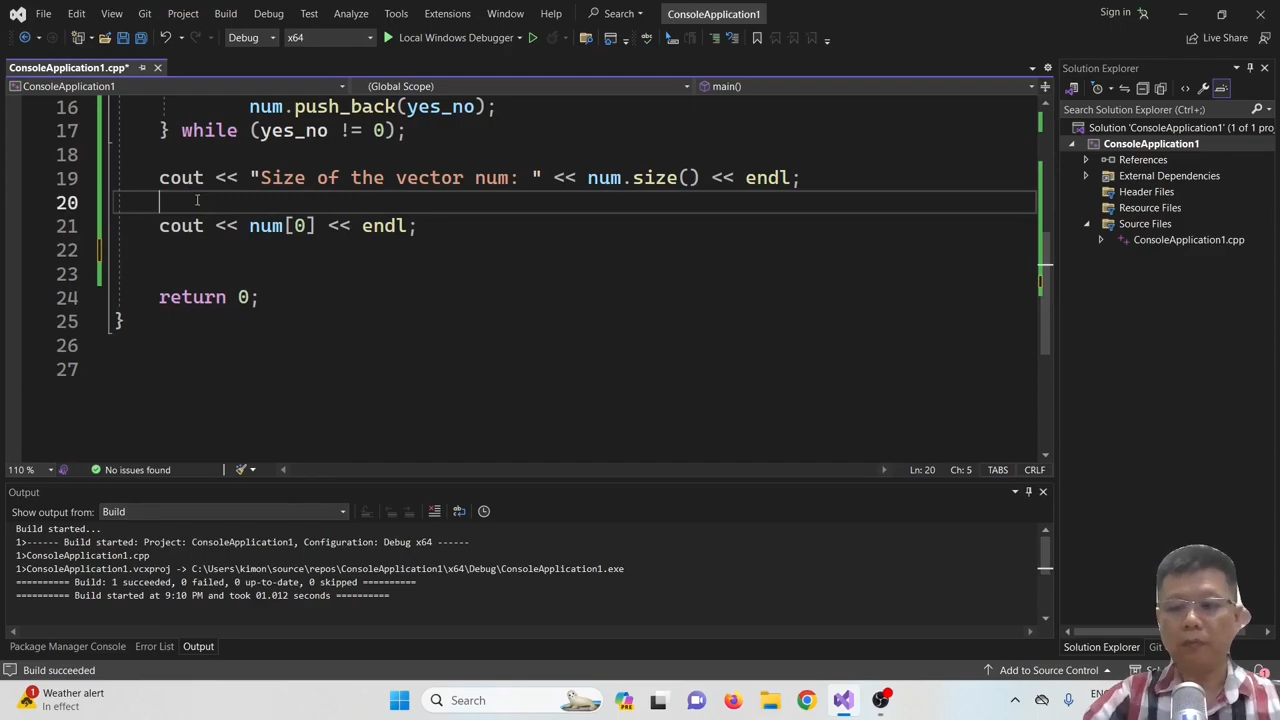 File Edit View Git Project Build Debug Test Analyze Tools Extensions Window Help Search ConsoleApplication1 Sign in
Debug x64 Local Windows Debugger Live Share
ConsoleApplication1.cpp*
ConsoleApplication1 (Global Scope) main()
16 num.push_back(yes_no);
17 } while (yes_no != 0);
18
19 cout << "Size of the vector num: " << num.size() << endl;
20
21 cout << num[0] << endl;
22
23
24 return 0;
25 }
26
27
110 % No issues found Ln: 20 Ch: 5 TABS CRLF
Output
Show output from: Build
Build started...
1>------ Build started: Project: ConsoleApplication1, Configuration: Debug x64 ------
1>ConsoleApplication1.cpp
1>ConsoleApplication1.vcxproj -> C:\Users\kimon\source\repos\ConsoleApplication1\x64\Debug\ConsoleApplication1.exe
========== Build: 1 succeeded, 0 failed, 0 up-to-date, 0 skipped ==========
========== Build started at 9:10 PM and took 01.012 seconds ==========
Package Manager Console Error List Output
Solution Explorer
Search Solution Explorer (Ctrl+;)
Solution 'ConsoleApplication1' (1 of 1 pro
ConsoleApplication1
References
External Dependencies
Header Files
Resource Files
Source Files
ConsoleApplication1.cpp
Solution Explorer Git
Build succeeded Add to Source Control
1 Weather alert
In effect
Search
PRE